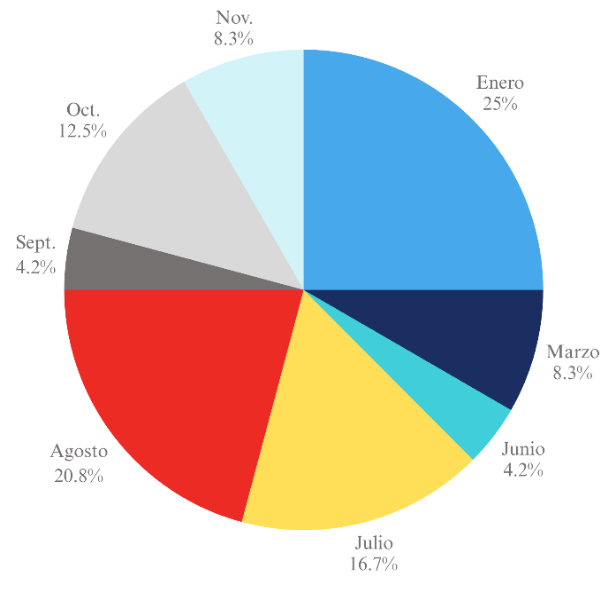 Nov.
8.3%
Enero
25%
Oct.
12.5%
Sept.
4.2%
Marzo
8.3%
Junio
4.2%
Agosto
20.8%
Julio
16.7%